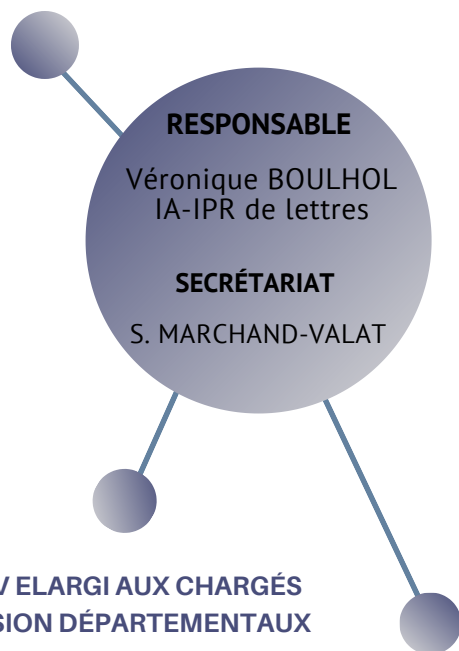 RESPONSABLE
Véronique BOULHOL
IA-IPR de lettres
SECRÉTARIAT
S. MARCHAND-VALAT
ELARGI AUX CHARGÉS
DÉPARTEMENTAUX